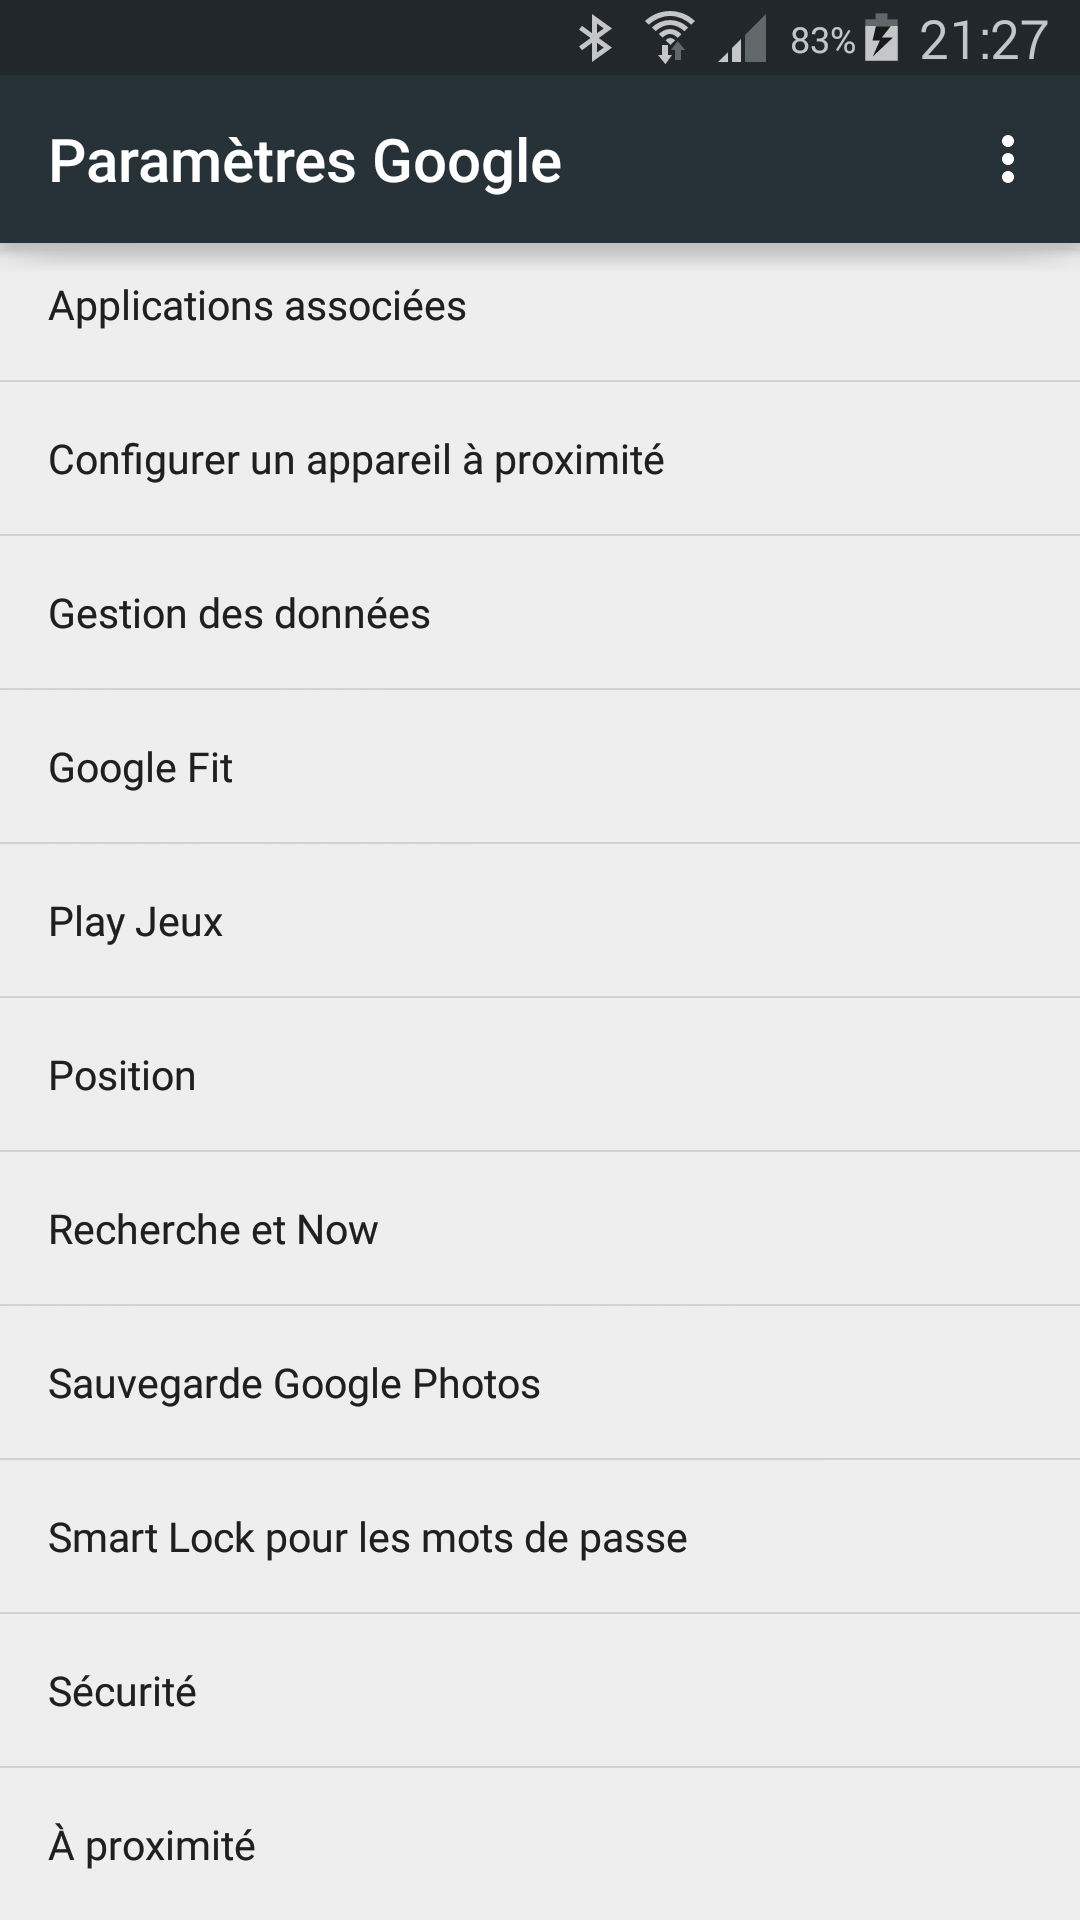 83% 21:27
Paramètres Google
Applications associées
Configurer un appareil à proximité
Gestion des données
Google Fit
Play Jeux
Position
Recherche et Now
Sauvegarde Google Photos
Smart Lock pour les mots de passe
Sécurité
À proximité